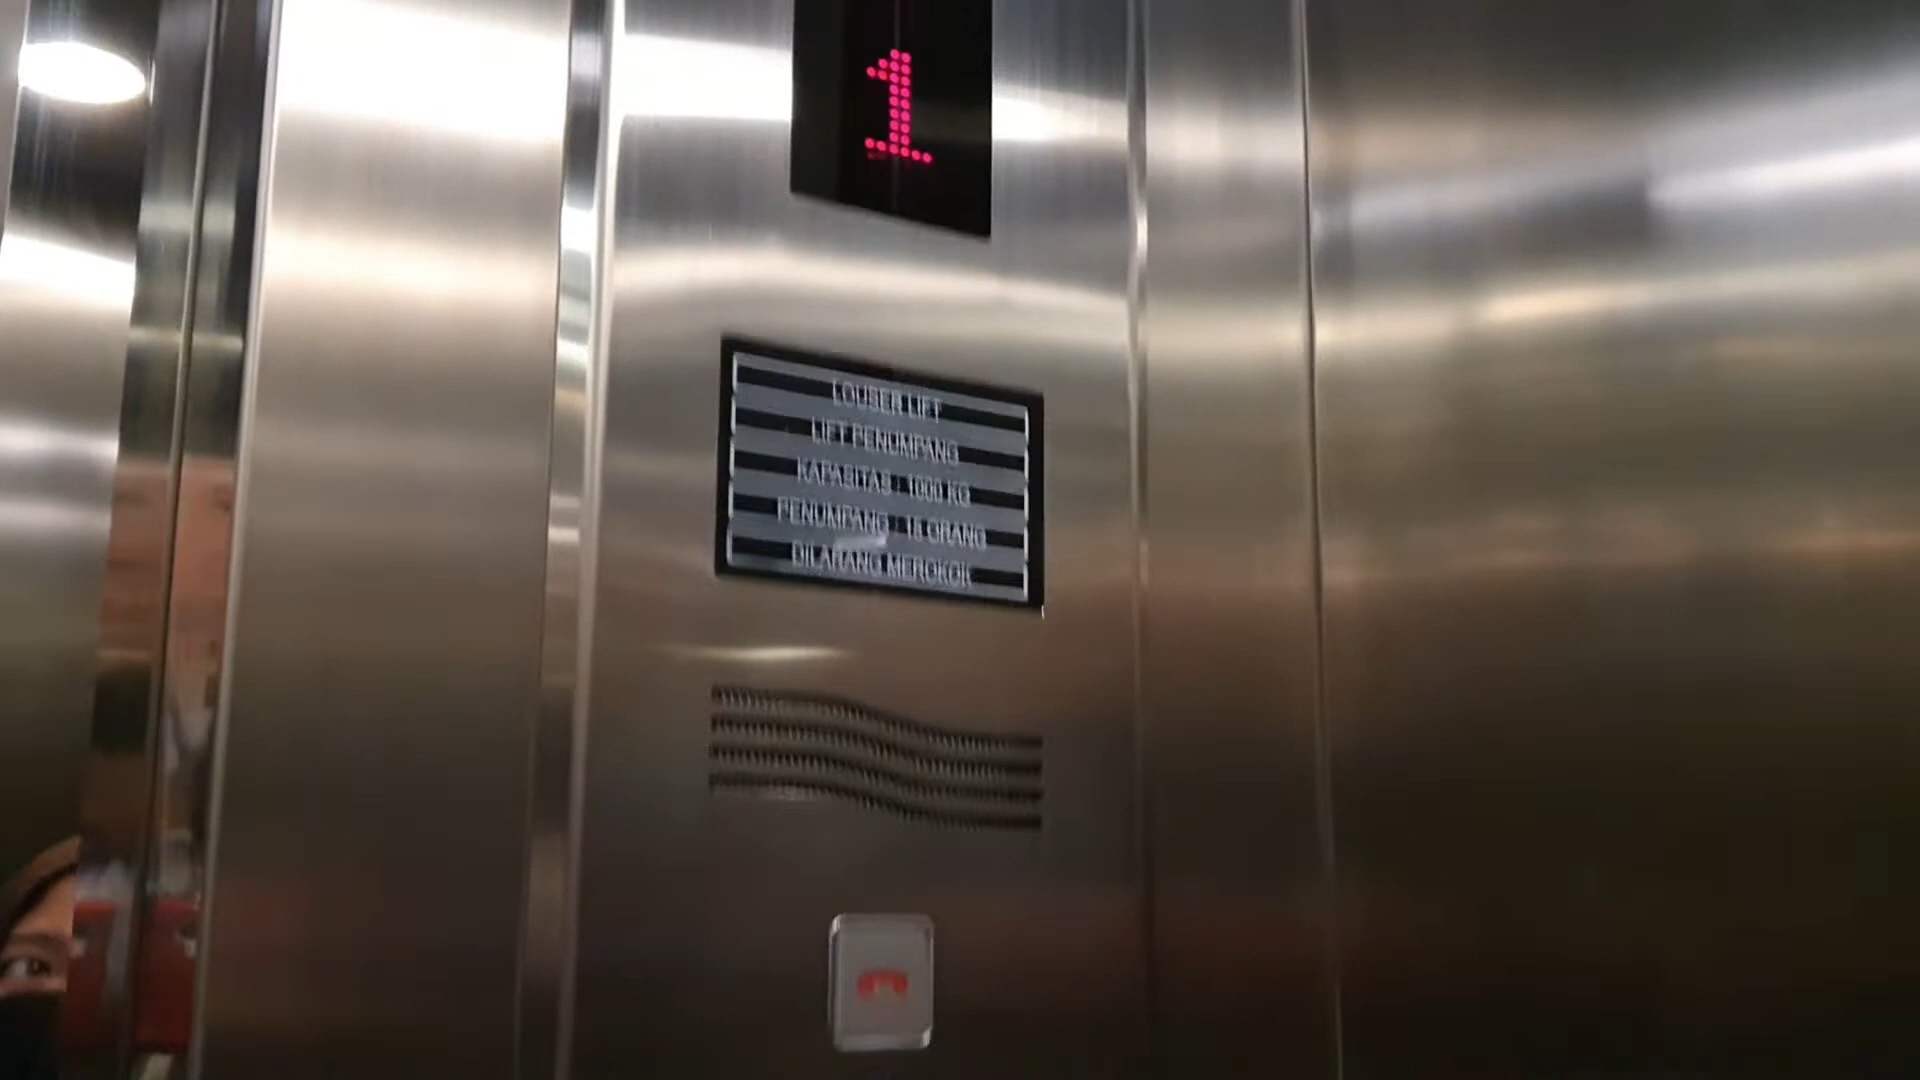 1
LOUSER LIFT
LIFT PENUMPANG
KAPASITAS : 1000 KG
PENUMPANG : 15 ORANG
DILARANG MEROKOK